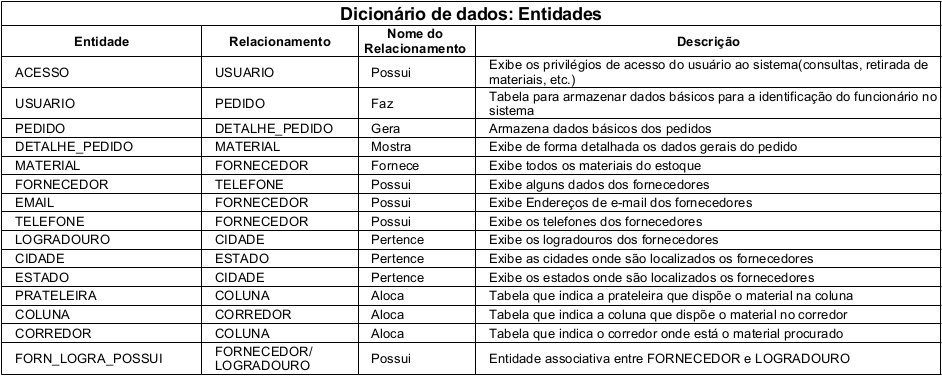 Dicionário de dados: Entidades
Entidade Relacionamento Nome do Relacionamento Descrição
ACESSO USUARIO Possui Exibe os privilégios de acesso do usuário ao sistema(consultas, retirada de materiais, etc.)
USUARIO PEDIDO Faz Tabela para armazenar dados básicos para a identificação do funcionário no sistema
PEDIDO DETALHE_PEDIDO Gera Armazena dados básicos dos pedidos
DETALHE_PEDIDO MATERIAL Mostra Exibe de forma detalhada os dados gerais do pedido
MATERIAL FORNECEDOR Fornece Exibe todos os materiais do estoque
FORNECEDOR TELEFONE Possui Exibe alguns dados dos fornecedores
EMAIL FORNECEDOR Possui Exibe Endereços de e-mail dos fornecedores
TELEFONE FORNECEDOR Possui Exibe os telefones dos fornecedores
LOGRADOURO CIDADE Pertence Exibe os logradouros dos fornecedores
CIDADE ESTADO Pertence Exibe as cidades onde são localizados os fornecedores
ESTADO CIDADE Pertence Exibe os estados onde são localizados os fornecedores
PRATELEIRA COLUNA Aloca Tabela que indica a prateleira que dispõe o material na coluna
COLUNA CORREDOR Aloca Tabela que indica a coluna que dispõe o material no corredor
CORREDOR COLUNA Aloca Tabela que indica o corredor onde está o material procurado
FORN_LOGRA_POSSUI FORNECEDOR/ LOGRADOURO Possui Entidade associativa entre FORNECEDOR e LOGRADOURO